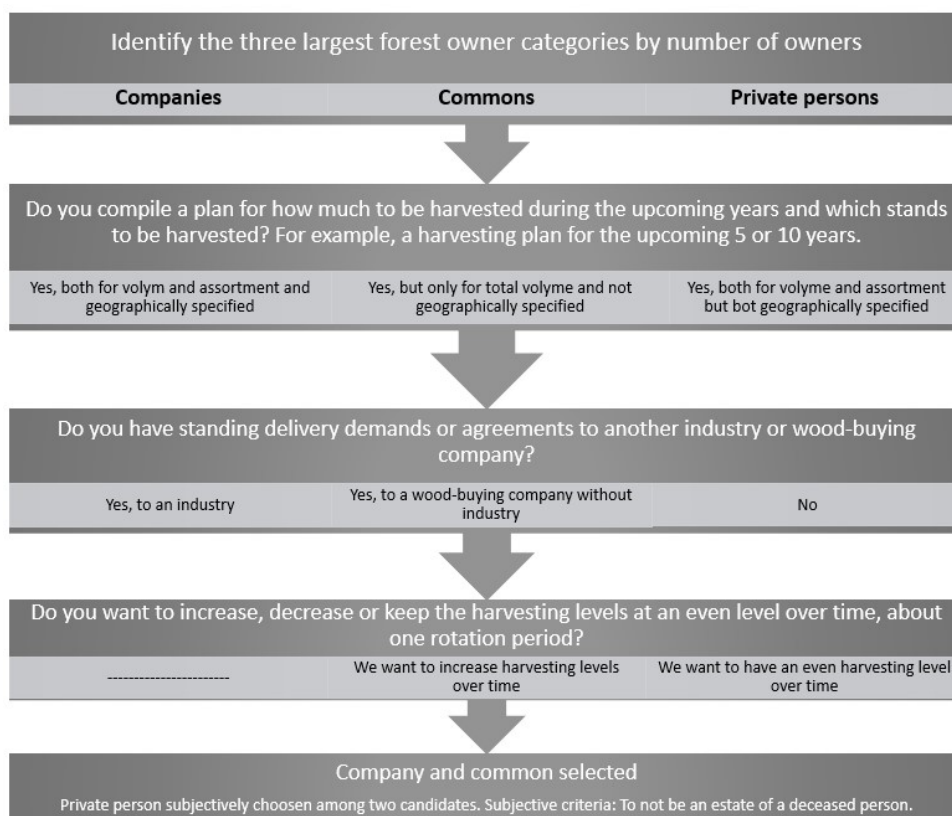 Identify the three largest forest owner categories by number of owners
Companies
Commons
Private persons
Do you compile a plan for how much to be harvested during the upcoming years and which stands
to be harvested? For example, a harvesting plan for the upcoming 5 or 10 years.
Yes, both for volym and assortment and
geographically specified
Yes, but only for total volyme and not
geographically specified
Yes, both for volyme and assortment
but bot geographically specified
Do you have standing delivery demands or agreements to another industry or wood-buying
company?
Yes, to an industry
Yes, to a wood-buying company without
industry
No
Do you want to increase, decrease or keep the harvesting levels at an even level over time, about
one rotation period?
-----------------------
We want to increase harvesting levels
over time
We want to have an even harvesting level
over time
Company and common selected
Private person subjectively choosen among two candidates. Subjective criteria: To not be an estate of a deceased person.